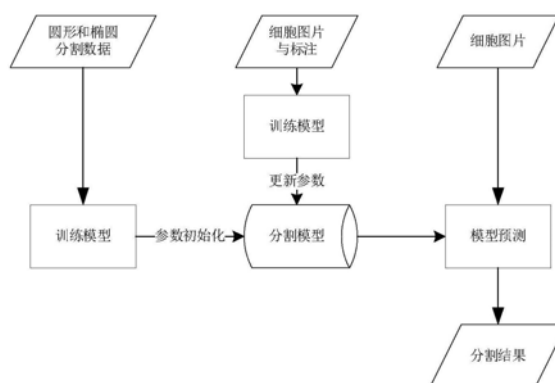 圆形和椭圆
分割数据
细胞图片
与标注
细胞图片
训练模型
更新参数
训练模型
参数初始化
分割模型
模型预测
分割结果